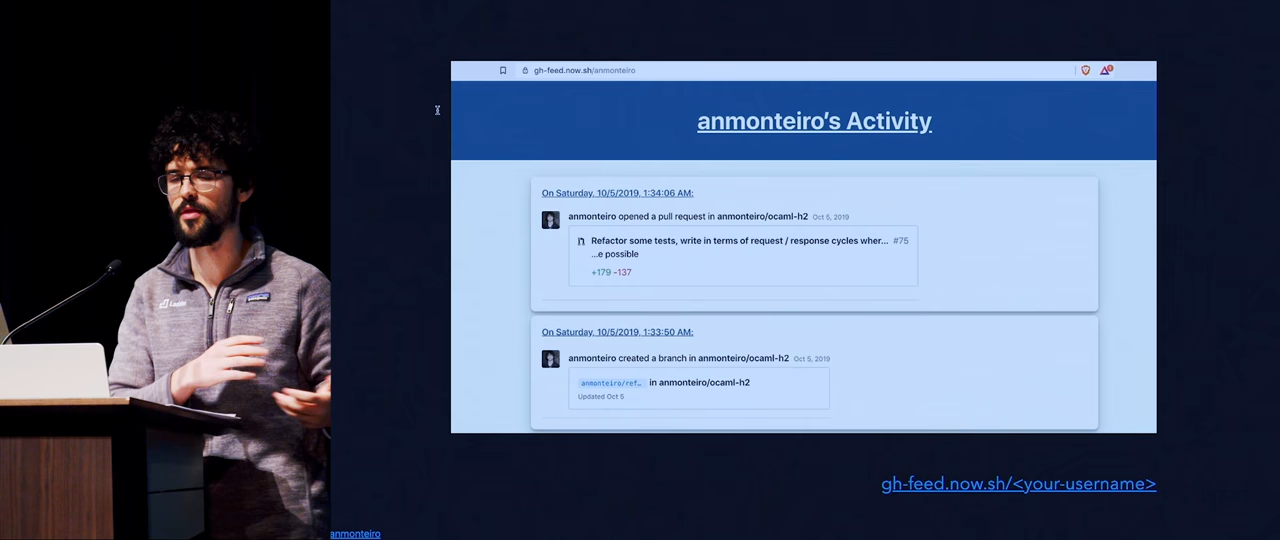 gh-feed.now.sh/anmonteiro
1
anmonteiro's Activity
On Saturday, 10/5/2019, 1:34:06 AM:
anmonteiro opened a pull request in anmonteiro/ocaml-h2 Oct 5, 2019
Refactor some tests, write in terms of request / response cycles wher... #75
...e possible
+179 -137
On Saturday, 10/5/2019, 1:33:50 AM:
anmonteiro created a branch in anmonteiro/ocaml-h2 Oct 5, 2019
anmonteiro/ref… in anmonteiro/ocaml-h2
Updated Oct 5
gh-feed.now.sh/<your-username>
anmonteiro